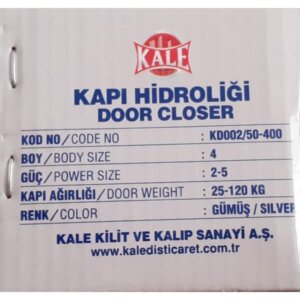 KALE
KAPI HİDROLİĞİ
DOOR CLOSER
KOD NO / CODE NO : KD002/50-400
BOY / BODY SIZE : 4
GÜÇ / POWER SIZE : 2-5
KAPI AĞIRLIĞI / DOOR WEIGHT : 25-120 KG
RENK / COLOR : GÜMÜŞ / SILVER
KALE KİLİT VE KALIP SANAYİ A.Ş.
www.kaledisticaret.com.tr